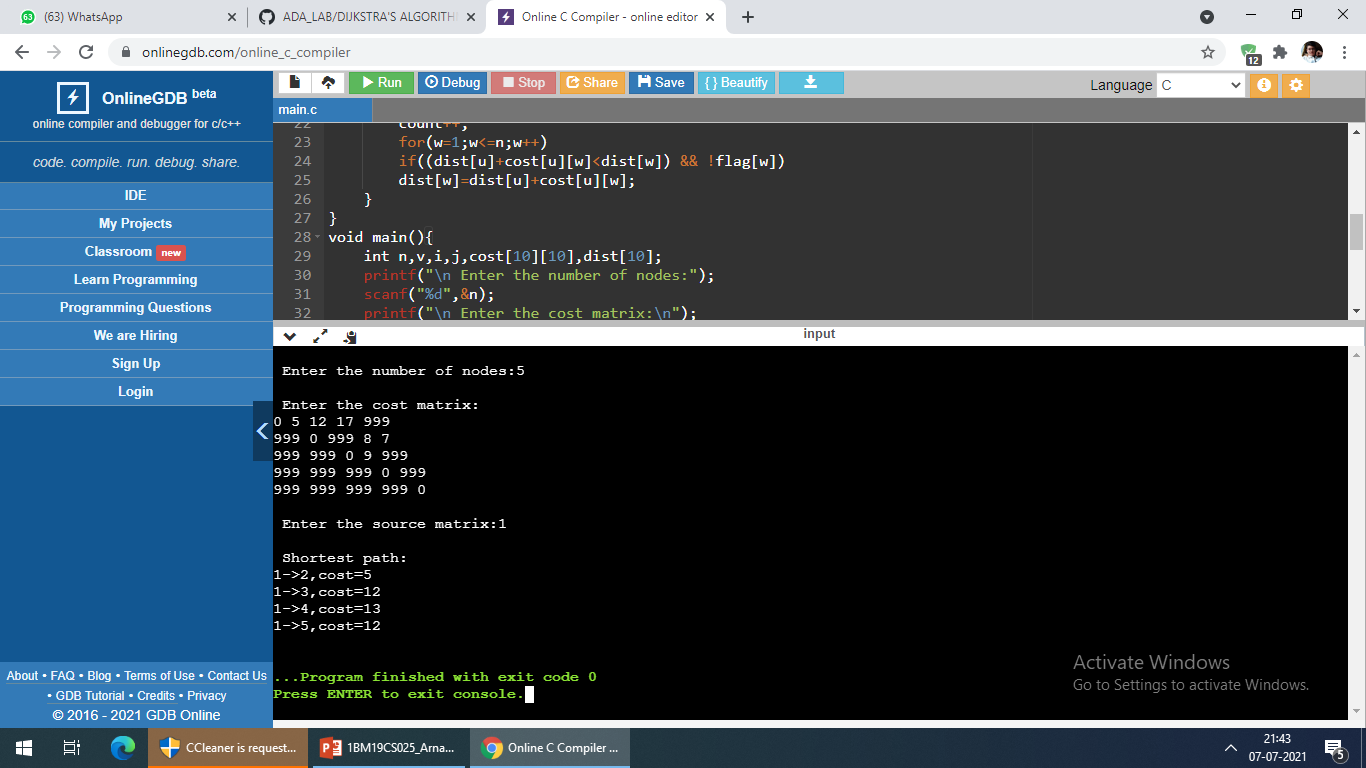 63 (63) WhatsApp
ADA_LAB/DIJKSTRA'S ALGORITH
Online C Compiler - online editor
onlinegdb.com/online_c_compiler
12
OnlineGDB beta
online compiler and debugger for c/c++
code. compile. run. debug. share.
IDE
My Projects
Classroom new
Learn Programming
Programming Questions
We are Hiring
Sign Up
Login
About • FAQ • Blog • Terms of Use • Contact Us
• GDB Tutorial • Credits • Privacy
© 2016 - 2021 GDB Online
Run Debug Stop Share Save { } Beautify
Language C
main.c
22 count++;
23 for(w=1;w<=n;w++)
24 if((dist[u]+cost[u][w]<dist[w]) && !flag[w])
25 dist[w]=dist[u]+cost[u][w];
26 }
27 }
28 void main(){
29 int n,v,i,j,cost[10][10],dist[10];
30 printf("\n Enter the number of nodes:");
31 scanf("%d",&n);
32 printf("\n Enter the cost matrix:\n");
input
Enter the number of nodes:5
Enter the cost matrix:
0 5 12 17 999
999 0 999 8 7
999 999 0 9 999
999 999 999 0 999
999 999 999 999 0
Enter the source matrix:1
Shortest path:
1->2,cost=5
1->3,cost=12
1->4,cost=13
1->5,cost=12
...Program finished with exit code 0
Press ENTER to exit console.
Activate Windows
Go to Settings to activate Windows.
CCleaner is request...
1BM19CS025_Arna...
Online C Compiler ...
21:43
07-07-2021
5